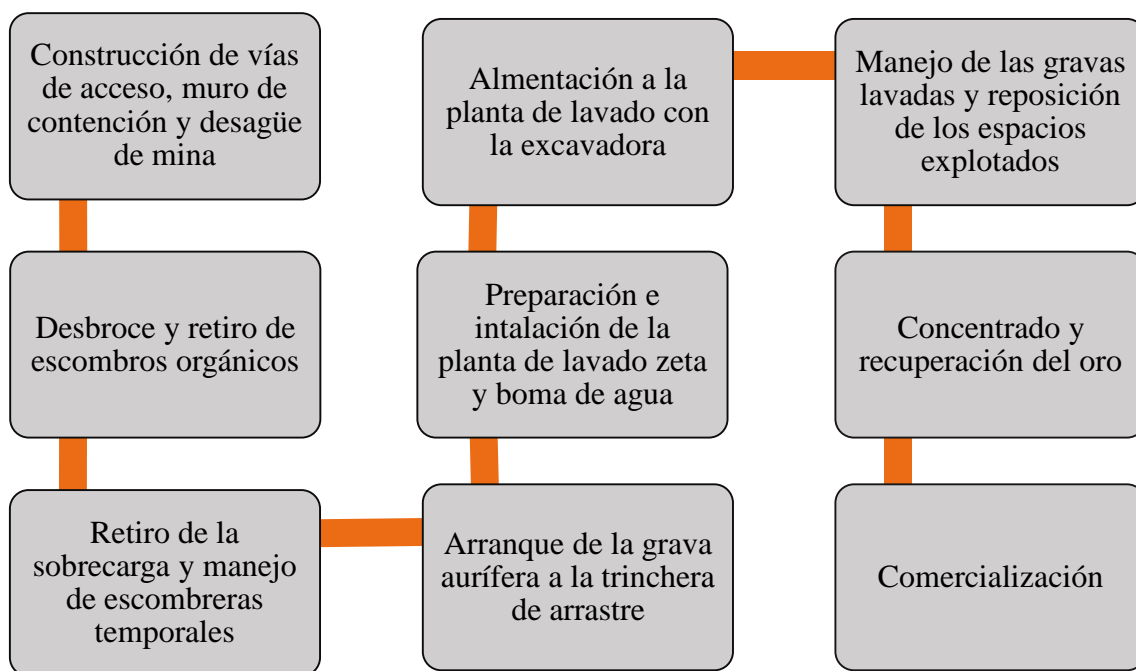 Construcción de vías
de acceso, muro de
contención y desagüe
de mina
Desbroce y retiro de
escombros orgánicos
Retiro de la
sobrecarga y manejo
de escombreras
temporales
Arranque de la grava
aurífera a la trinchera
de arrastre
Preparación e
intalación de la
planta de lavado zeta
y boma de agua
Alimentación a la
planta de lavado con
la excavadora
Manejo de las gravas
lavadas y reposición
de los espacios
explotados
Concentrado y
recuperación del oro
Comercialización